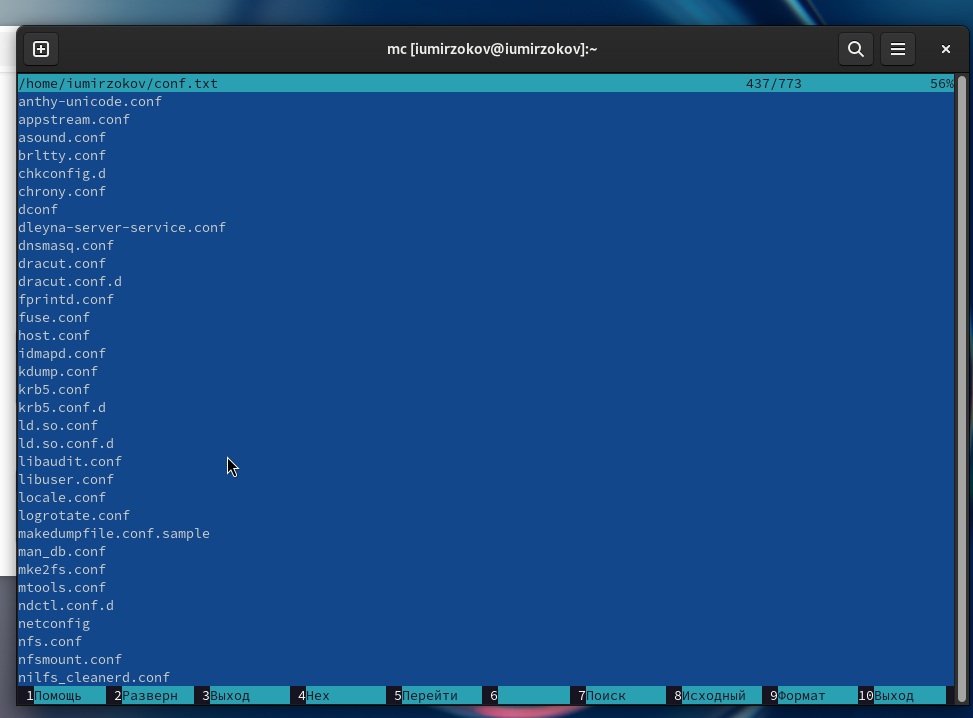 mc [iumirzokov@iumirzokov]:~
/home/iumirzokov/conf.txt 437/773 56%
anthy-unicode.conf
appstream.conf
asound.conf
brltty.conf
chkconfig.d
chrony.conf
dconf
dleyna-server-service.conf
dnsmasq.conf
dracut.conf
dracut.conf.d
fprintd.conf
fuse.conf
host.conf
idmapd.conf
kdump.conf
krb5.conf
krb5.conf.d
ld.so.conf
ld.so.conf.d
libaudit.conf
libuser.conf
locale.conf
logrotate.conf
makedumpfile.conf.sample
man_db.conf
mke2fs.conf
mtools.conf
ndctl.conf.d
netconfig
nfs.conf
nfsmount.conf
nilfs_cleanerd.conf
1Помощь 2Разверн 3Выход 4Hex 5Перейти 6 7Поиск 8Исходный 9Формат 10Выход